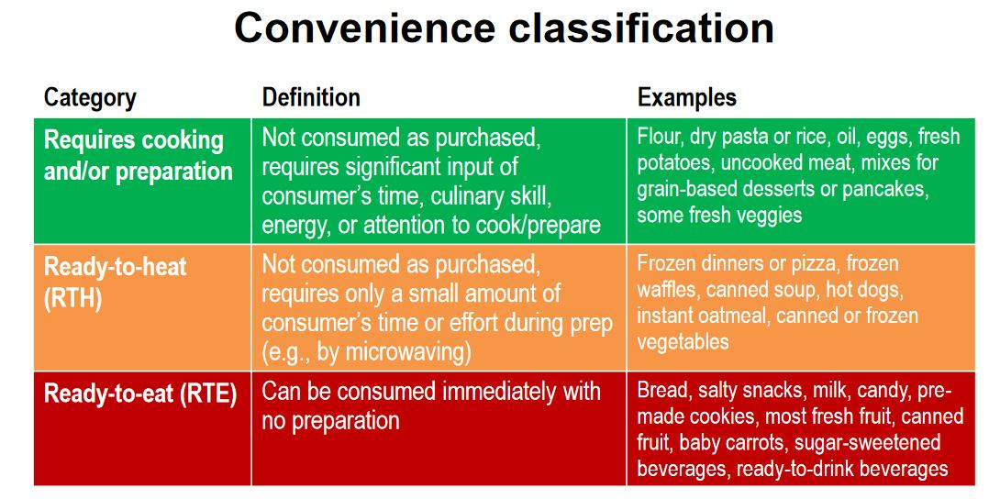 Convenience classification
Category
Definition
Examples
Requires cooking
and/or preparation
Not consumed as purchased,
requires significant input of
consumer's time, culinary skill,
energy, or attention to cook/prepare
Flour, dry pasta or rice, oil, eggs, fresh
potatoes, uncooked meat, mixes for
grain-based desserts or pancakes,
some fresh veggies
Ready-to-heat
(RTH)
Not consumed as purchased,
requires only a small amount of
consumer's time or effort during prep
(e.g., by microwaving)
Frozen dinners or pizza, frozen
waffles, canned soup, hot dogs,
instant oatmeal, canned or frozen
vegetables
Ready-to-eat (RTE)
Can be consumed immediately with
no preparation
Bread, salty snacks, milk, candy, pre-
made cookies, most fresh fruit, canned
fruit, baby carrots, sugar-sweetened
beverages, ready-to-drink beverages